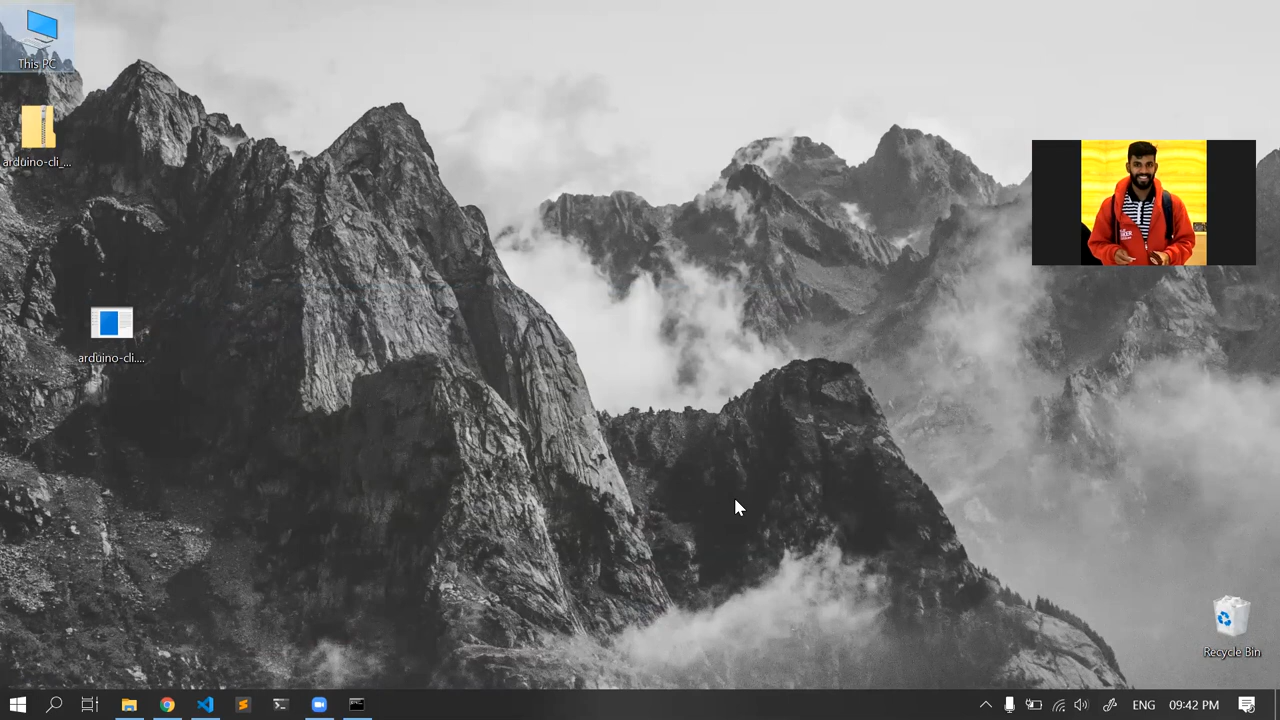 This PC
arduino-cli_...
arduino-cli....
Recycle Bin
ENG
09:42 PM